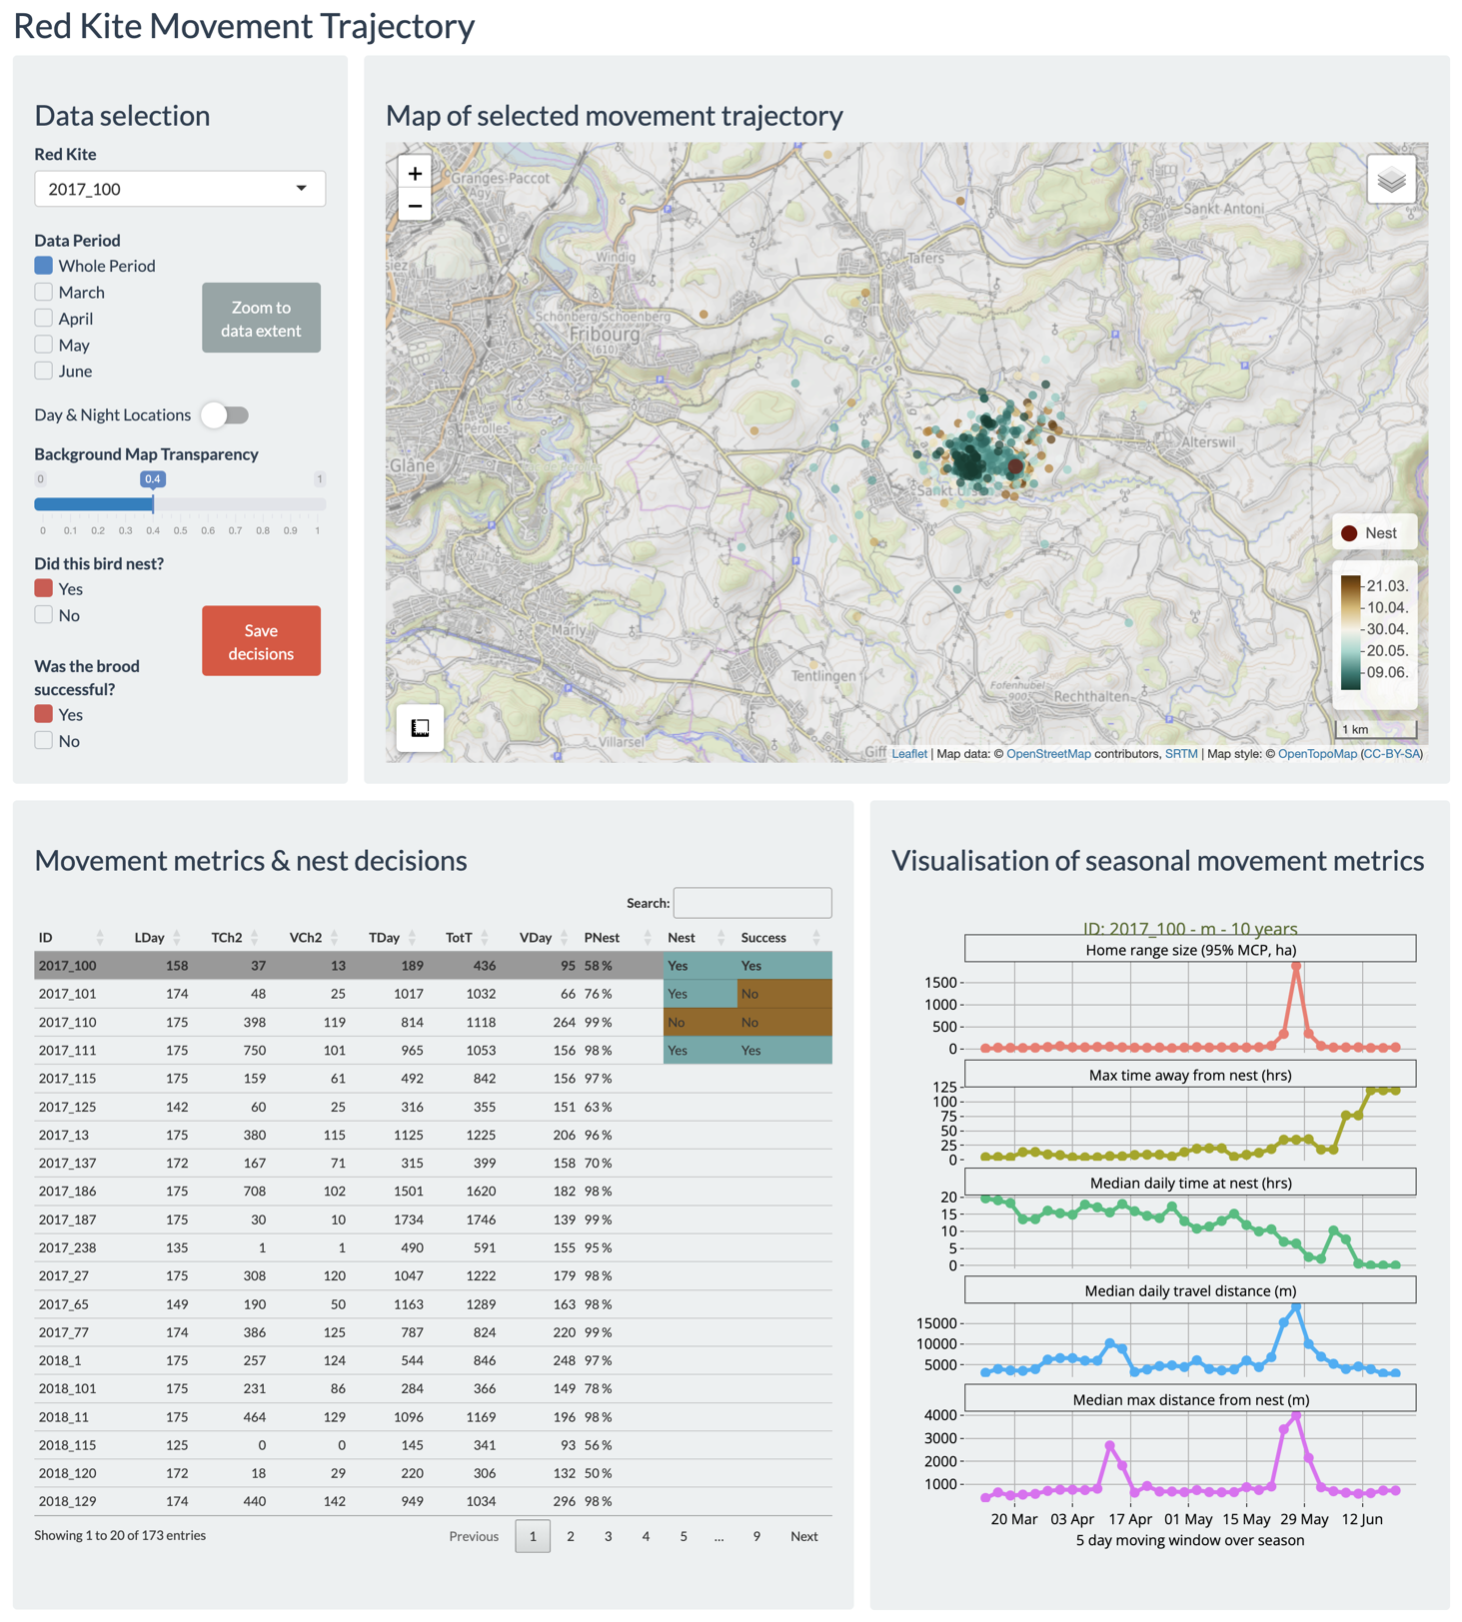 Red Kite Movement Trajectory
Data selection
Red Kite
2017_100
Data Period
Whole Period
March
April
May
June
Zoom to
data extent
Day & Night Locations
Background Map Transparency
0 0.4 1
0 0.1 0.2 0.3 0.4 0.5 0.6 0.7 0.8 0.9 1
Did this bird nest?
Yes
No
Save
decisions
Was the brood
successful?
Yes
No
Map of selected movement trajectory
+
−
Granges-Paccot
Agy
12
Sankt Antoni
Windig
Tafers
siez
Schönberg/Schoenberg
Fribourg
(610)
Pérolles
Glâne
Alterswil
Marly
Tentlingen
Fofenhubel
900
Rechthalten
Villarsel
Giff
Nest
21.03.
10.04.
30.04.
20.05.
09.06.
1 km
Leaflet | Map data: © OpenStreetMap contributors, SRTM | Map style: © OpenTopoMap (CC-BY-SA)
Movement metrics & nest decisions
Search:
ID LDay TCh2 VCh2 TDay TotT VDay PNest Nest Success
2017_100 158 37 13 189 436 95 58 % Yes Yes
2017_101 174 48 25 1017 1032 66 76 % Yes No
2017_110 175 398 119 814 1118 264 99 % No No
2017_111 175 750 101 965 1053 156 98 % Yes Yes
2017_115 175 159 61 492 842 156 97 %
2017_125 142 60 25 316 355 151 63 %
2017_13 175 380 115 1125 1225 206 96 %
2017_137 172 167 71 315 399 158 70 %
2017_186 175 708 102 1501 1620 182 98 %
2017_187 175 30 10 1734 1746 139 99 %
2017_238 135 1 1 490 591 155 95 %
2017_27 175 308 120 1047 1222 179 98 %
2017_65 149 190 50 1163 1289 163 98 %
2017_77 174 386 125 787 824 220 99 %
2018_1 175 257 124 544 846 248 97 %
2018_101 175 231 86 284 366 149 78 %
2018_11 175 464 129 1096 1169 196 98 %
2018_115 125 0 0 145 341 93 56 %
2018_120 172 18 29 220 306 132 50 %
2018_129 174 440 142 949 1034 296 98 %
Showing 1 to 20 of 173 entries
Previous 1 2 3 4 5 ... 9 Next
Visualisation of seasonal movement metrics
ID: 2017_100 - m - 10 years
Home range size (95% MCP, ha)
1500
1000
500
0
Max time away from nest (hrs)
125
100
75
50
25
0
Median daily time at nest (hrs)
20
15
10
5
0
Median daily travel distance (m)
15000
10000
5000
Median max distance from nest (m)
4000
3000
2000
1000
20 Mar 03 Apr 17 Apr 01 May 15 May 29 May 12 Jun
5 day moving window over season